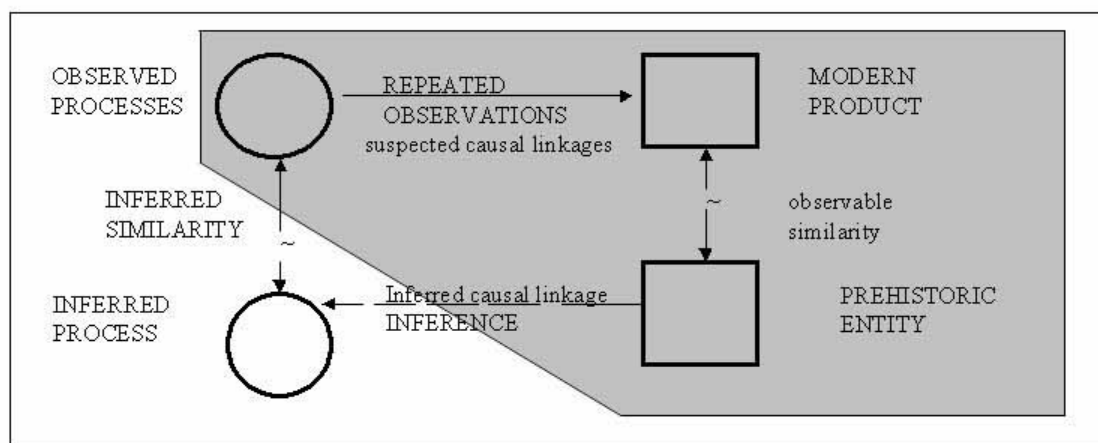 OBSERVED
PROCESSES
REPEATED
OBSERVATIONS
suspected causal linkages
MODERN
PRODUCT
INFERRED
SIMILARITY
~
~
observable
similarity
INFERRED
PROCESS
Inferred causal linkage
INFERENCE
PREHISTORIC
ENTITY